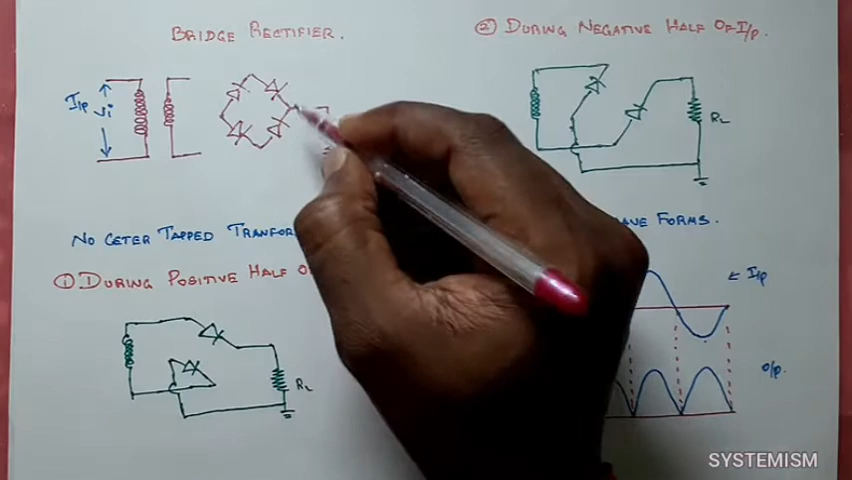 BRIDGE RECTIFIER.
I/p
Vi
NO CETER TAPPED
① DURING POSITIVE HALF
RL
② DURING NEGATIVE HALF OF I/p.
RL
FORMS.
← I/p
o/p.
SYSTEMISM